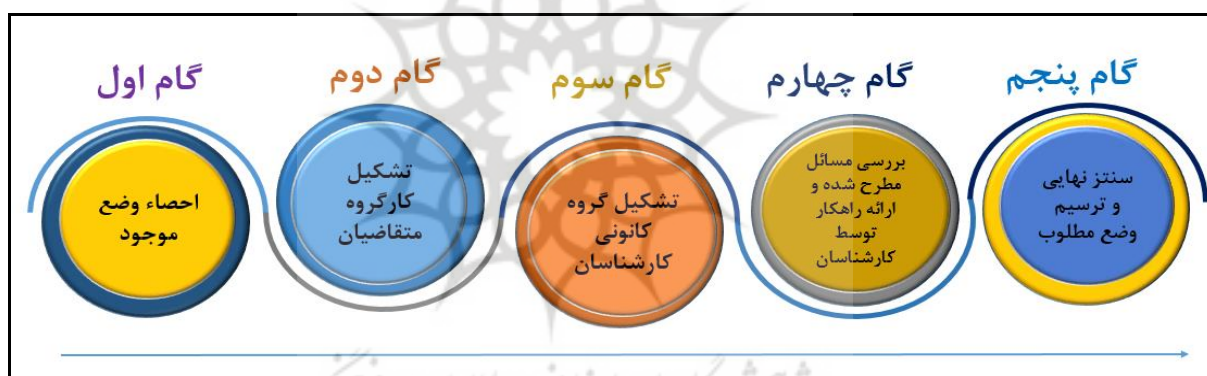 گام اول
احصاء وضع
موجود
گام دوم
تشکیل
کارگروه
متقاضیان
گام سوم
تشکیل گروه
کانونی
کارشناسان
گام چهارم
بررسی مسائل
مطرح شده و
ارائه راهکار
توسط
کارشناسان
گام پنجم
سنتز نهایی
و ترسیم
وضع مطلوب